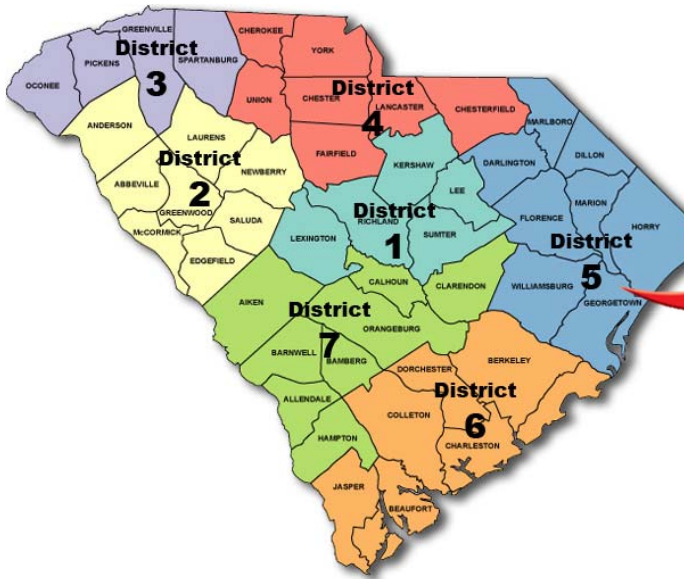 GREENVILLE
CHEROKEE
YORK
District
3
PICKENS
SPARTANBURG
OCONEE
UNION
CHESTER
District
4
LANCASTER
CHESTERFIELD
MARLBORO
ANDERSON
LAURENS
FAIRFIELD
KERSHAW
DARLINGTON
DILLON
District
2
NEWBERRY
ABBEVILLE
GREENWOOD
LEE
MARION
FLORENCE
HORRY
SALUDA
McCORMICK
EDGEFIELD
LEXINGTON
RICHLAND
District
1
SUMTER
District
5
WILLIAMSBURG
GEORGETOWN
AIKEN
CALHOUN
CLARENDON
District
7
ORANGEBURG
BARNWELL
BAMBERG
ALLENDALE
HAMPTON
DORCHESTER
BERKELEY
District
6
COLLETON
CHARLESTON
JASPER
BEAUFORT